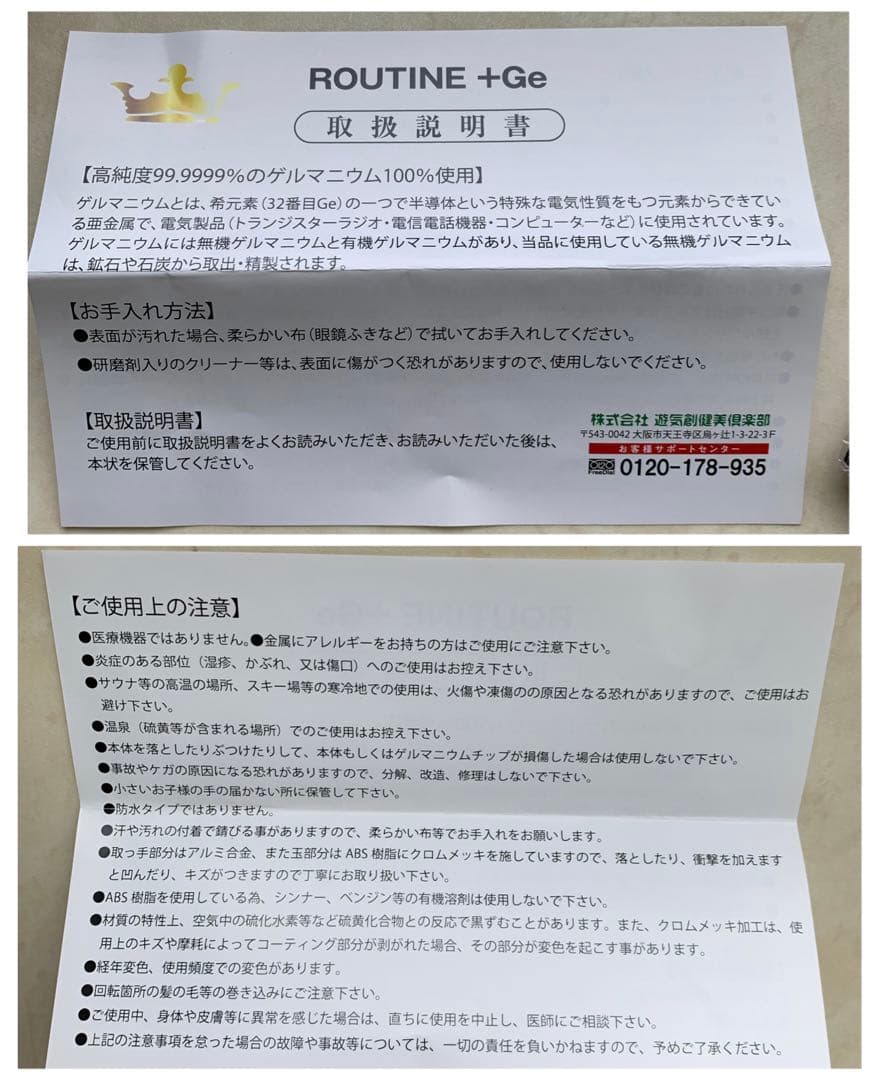 ROUTINE +Ge
取扱説明書
【高純度99.9999％のゲルマニウム100％使用】
ゲルマニウムとは、希元素（32番目Ge）の一つで半導体という特殊な電気性質をもつ元素からできてい
る亜金属で、電気製品（トランジスターラジオ・電信電話機器・コンピューターなど）に使用されています。
ゲルマニウムには無機ゲルマニウムと有機ゲルマニウムがあり、当品に使用している無機ゲルマニウム
は、鉱石や石炭から取出・精製されます。
【お手入れ方法】
●表面が汚れた場合、柔らかい布（眼鏡ふきなど）で拭いてお手入れしてください。
●研磨剤入りのクリーナー等は、表面に傷がつく恐れがありますので、使用しないでください。
【取扱説明書】
ご使用前に取扱説明書をよくお読みいただき、お読みいただいた後は、
本状を保管してください。
株式会社 遊気創健美倶楽部
〒543-0042 大阪市天王寺区烏ヶ辻1-3-22-3F
お客様サポートセンター
FreeDial 0120-178-935
【ご使用上の注意】
●医療機器ではありません。●金属にアレルギーをお持ちの方はご使用にご注意下さい。
●炎症のある部位（湿疹、かぶれ、又は傷口）へのご使用はお控え下さい。
●サウナ等の高温の場所、スキー場等の寒冷地での使用は、火傷や凍傷のの原因となる恐れがありますので、ご使用はお
避け下さい。
●温泉（硫黄等が含まれる場所）でのご使用はお控え下さい。
●本体を落としたりぶつけたりして、本体もしくはゲルマニウムチップが損傷した場合は使用しないで下さい。
●事故やケガの原因になる恐れがありますので、分解、改造、修理はしないで下さい。
●小さいお子様の手の届かない所に保管して下さい。
●防水タイプではありません。
●汗や汚れの付着で錆びる事がありますので、柔らかい布等でお手入れをお願いします。
●取っ手部分はアルミ合金、また玉部分は ABS 樹脂にクロムメッキを施していますので、落としたり、衝撃を加えます
と凹んだり、キズがつきますので丁寧にお取り扱い下さい。
●ABS 樹脂を使用している為、シンナー、ベンジン等の有機溶剤は使用しないで下さい。
●材質の特性上、空気中の硫化水素等など硫黄化合物との反応で黒ずむことがあります。また、クロムメッキ加工は、使
用上のキズや摩耗によってコーティング部分が剥がれた場合、その部分が変色を起こす事があります。
●経年変色、使用頻度での変色があります。
●回転箇所の髪の毛等の巻き込みにご注意下さい。
●ご使用中、身体や皮膚等に異常を感じた場合は、直ちに使用を中止し、医師にご相談下さい。
●上記の注意事項を怠った場合の故障や事故等については、一切の責任を負いかねますので、予めご了承ください。